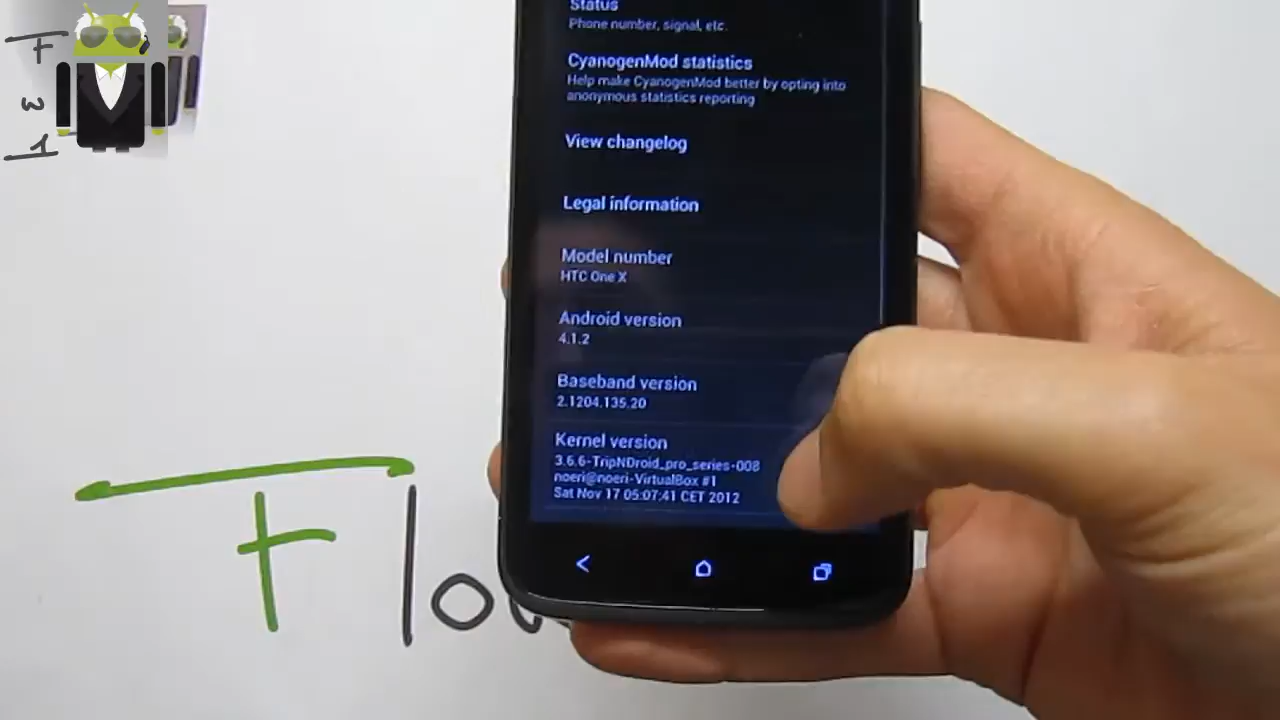 Status
Phone number, signal, etc.
CyanogenMod statistics
Help make CyanogenMod better by opting into
anonymous statistics reporting
View changelog
Legal information
Model number
HTC One X
Android version
4.1.2
Baseband version
2.1204.135.20
Kernel version
3.6.6-TripNDroid_pro_series-008
noeri@noeri-VirtualBox #1
Sat Nov 17 05:07:41 CET 2012